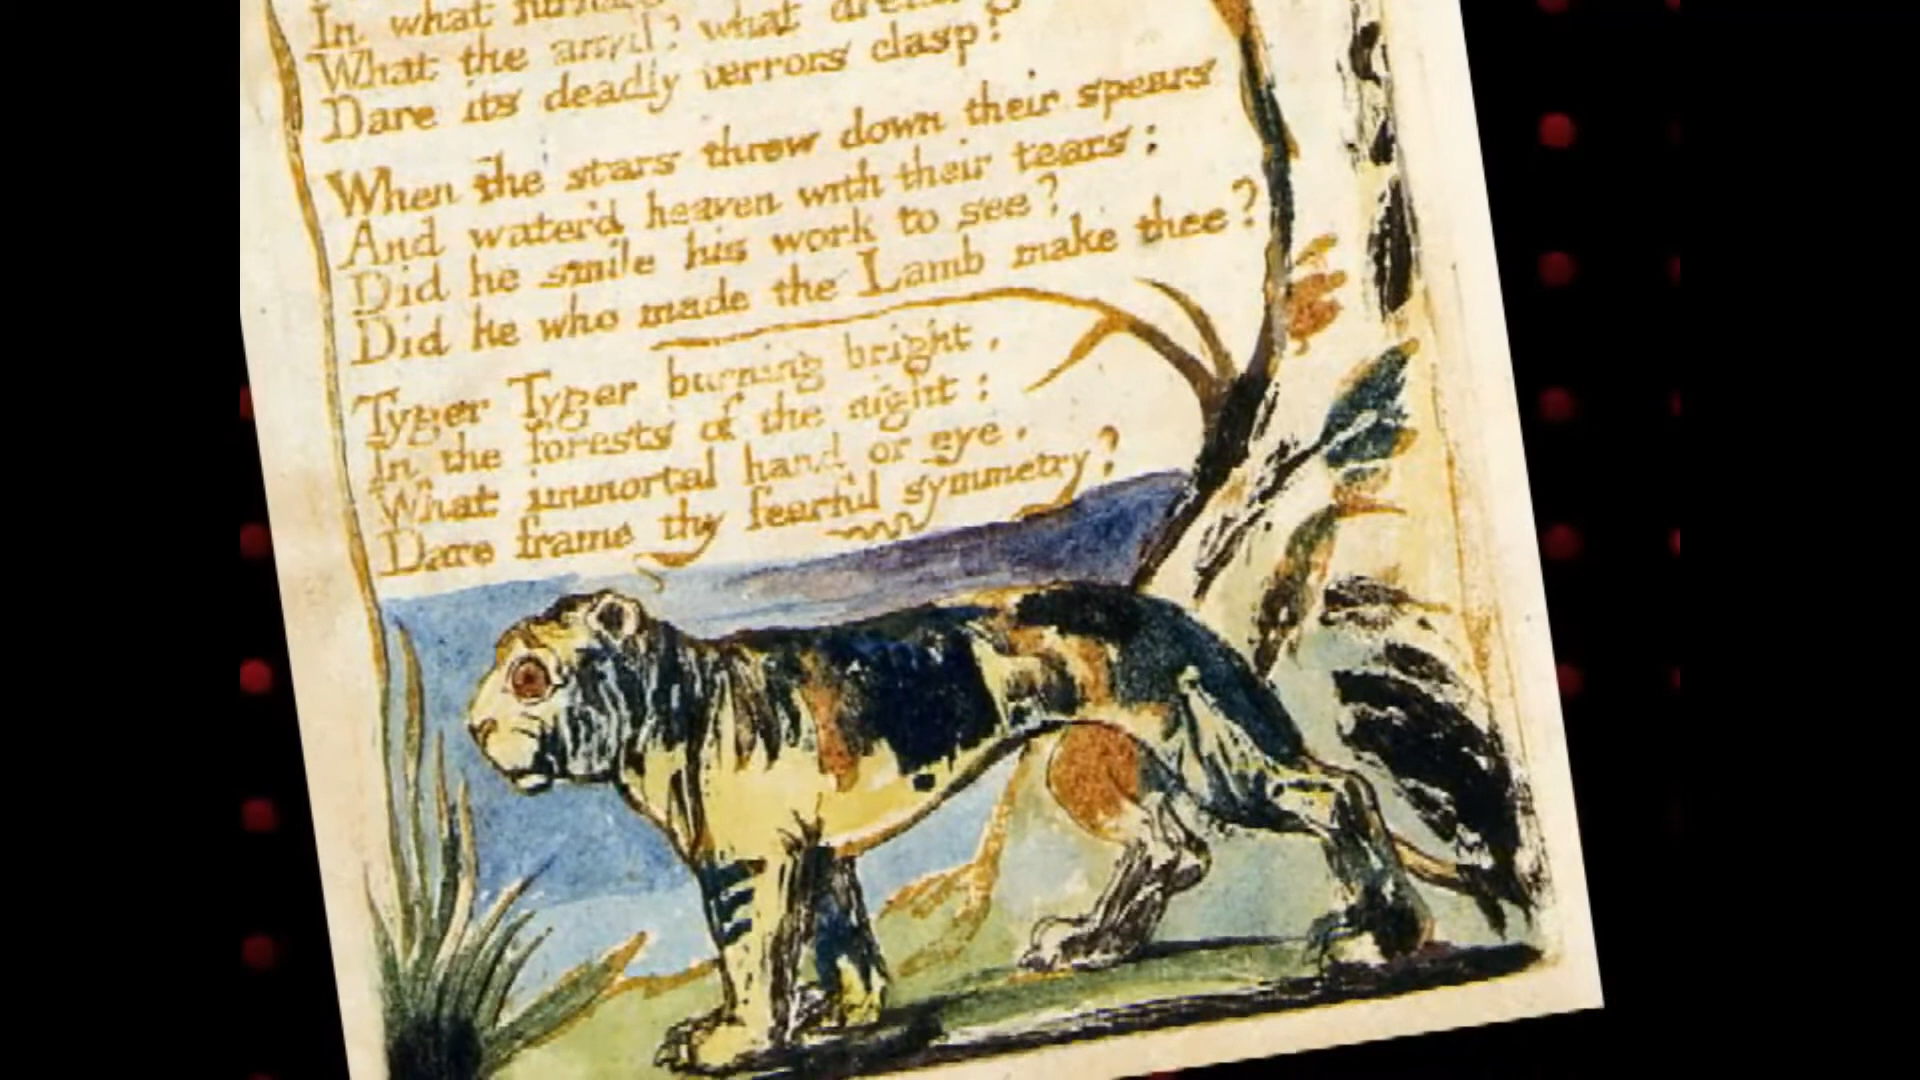 In what
What the anvil? what
Dare its deadly terrors clasp?
When the stars threw down their spears
And water'd heaven with their tears:
Did he smile his work to see?
Did he who made the Lamb make thee?
Tyger Tyger burning bright,
In the forests of the night:
What immortal hand or eye,
Dare frame thy fearful symmetry?